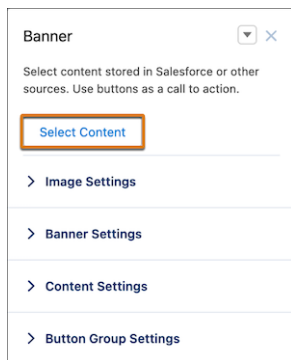 Banner
Select content stored in Salesforce or other
sources. Use buttons as a call to action.
Select Content
Image Settings
Banner Settings
Content Settings
Button Group Settings